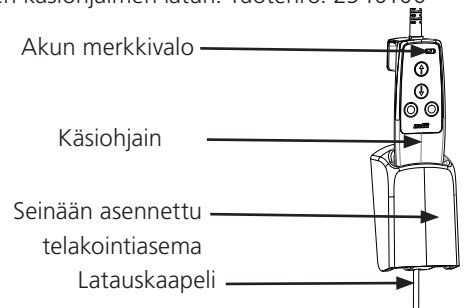 Akun merkkivalo
Käsiohjain
Seinään asennettu
telakointiasema
Latauskaapeli